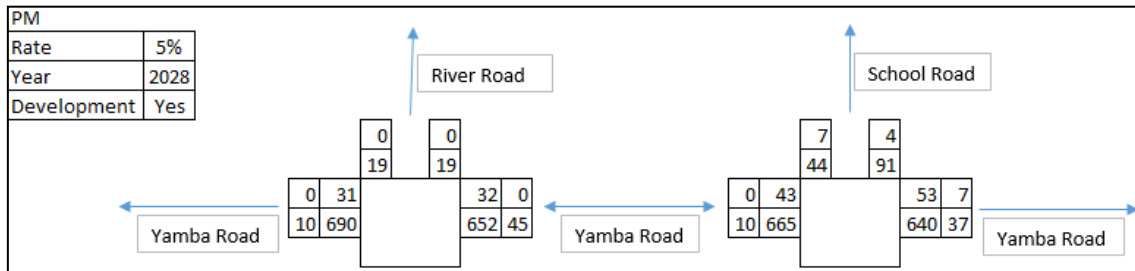 PM
Rate 5%
Year 2028
Development Yes
River Road
School Road
0 0 7 4
19 19 44 91
0 31 32 0 0 43 53 7
10 690 652 45 10 665 640 37
Yamba Road Yamba Road Yamba Road